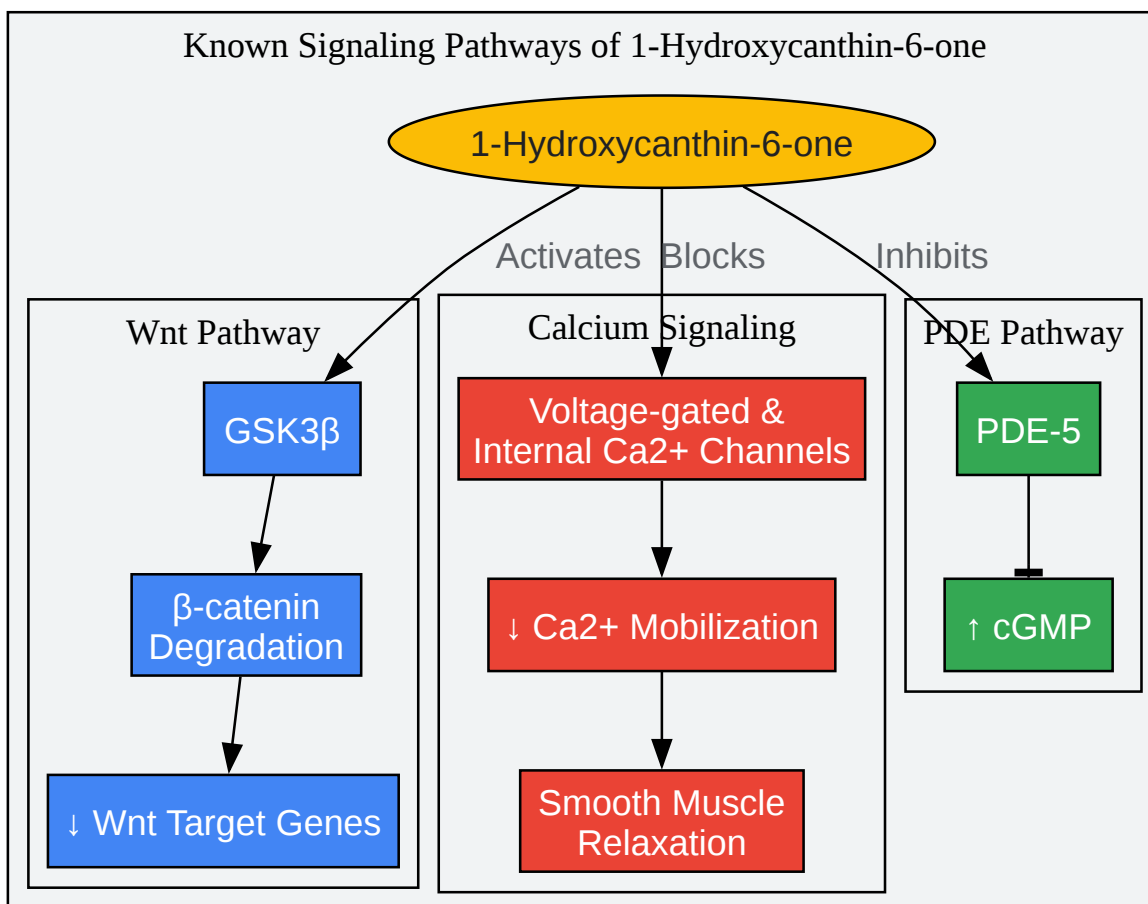 Known Signaling Pathways of 1-Hydroxycanthin-6-one
1-Hydroxycanthin-6-one
Activates
Blocks
Inhibits
Wnt Pathway
GSK3β
β-catenin
Degradation
↓ Wnt Target Genes
Calcium Signaling
Voltage-gated &
Internal Ca2+ Channels
↓ Ca2+ Mobilization
Smooth Muscle
Relaxation
PDE Pathway
PDE-5
↑ cGMP